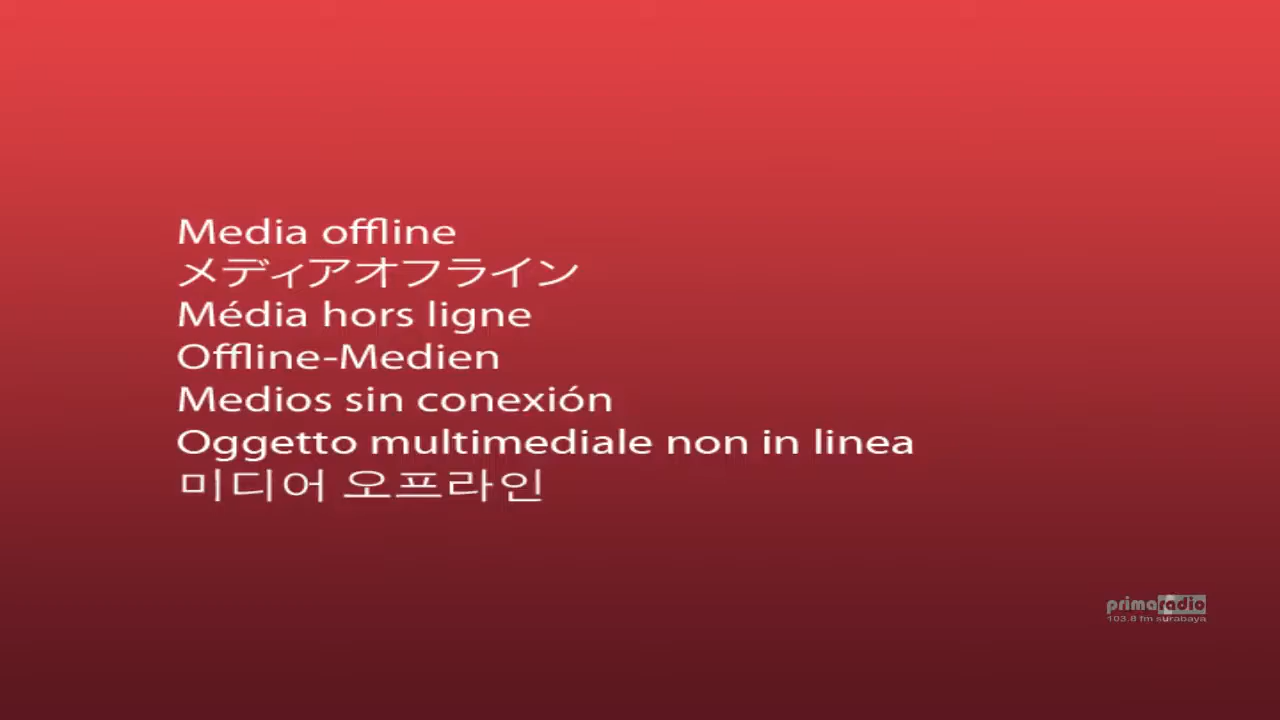 Media offline
メディアオフライン
Média hors ligne
Offline-Medien
Medios sin conexión
Oggetto multimediale non in linea
미디어 오프라인
primaradio
103.8 fm surabaya